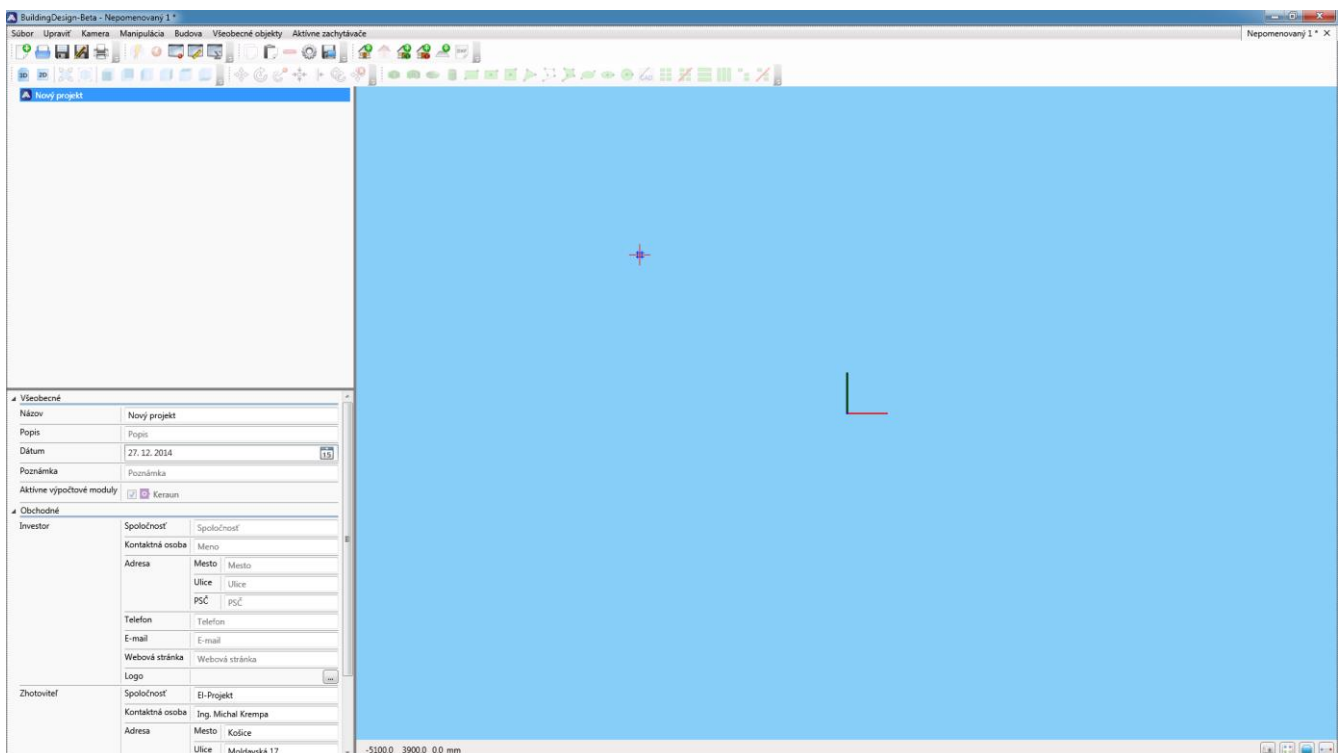 BuildingDesign-Beta - Nepomenovaný 1 *
Súbor Upraviť Kamera Manipulácia Budova Všeobecné objekty Aktívne zachytávače
Nepomenovaný 1 * ×
3D 2D
Nový projekt
Všeobecné
Názov Nový projekt
Popis Popis
Dátum 27. 12. 2014 15
Poznámka Poznámka
Aktívne výpočtové moduly Keraun
Obchodné
Investor Spoločnosť Spoločnosť
Kontaktná osoba Meno
Adresa Mesto Mesto
Ulice Ulice
PSČ PSČ
Telefon Telefon
E-mail E-mail
Webová stránka Webová stránka
Logo ...
Zhotoviteľ Spoločnosť El-Projekt
Kontaktná osoba Ing. Michal Krempa
Adresa Mesto Košice
Ulice Moldavská 17
-5100.0 3900.0 0.0 mm